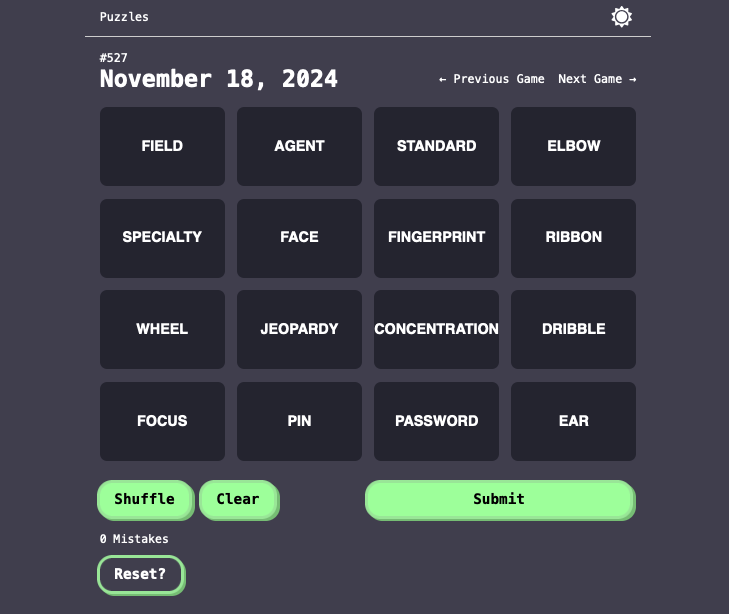 Puzzles
#527
November 18, 2024
← Previous Game Next Game →
FIELD AGENT STANDARD ELBOW
SPECIALTY FACE FINGERPRINT RIBBON
WHEEL JEOPARDY CONCENTRATION DRIBBLE
FOCUS PIN PASSWORD EAR
Shuffle Clear Submit
0 Mistakes
Reset?